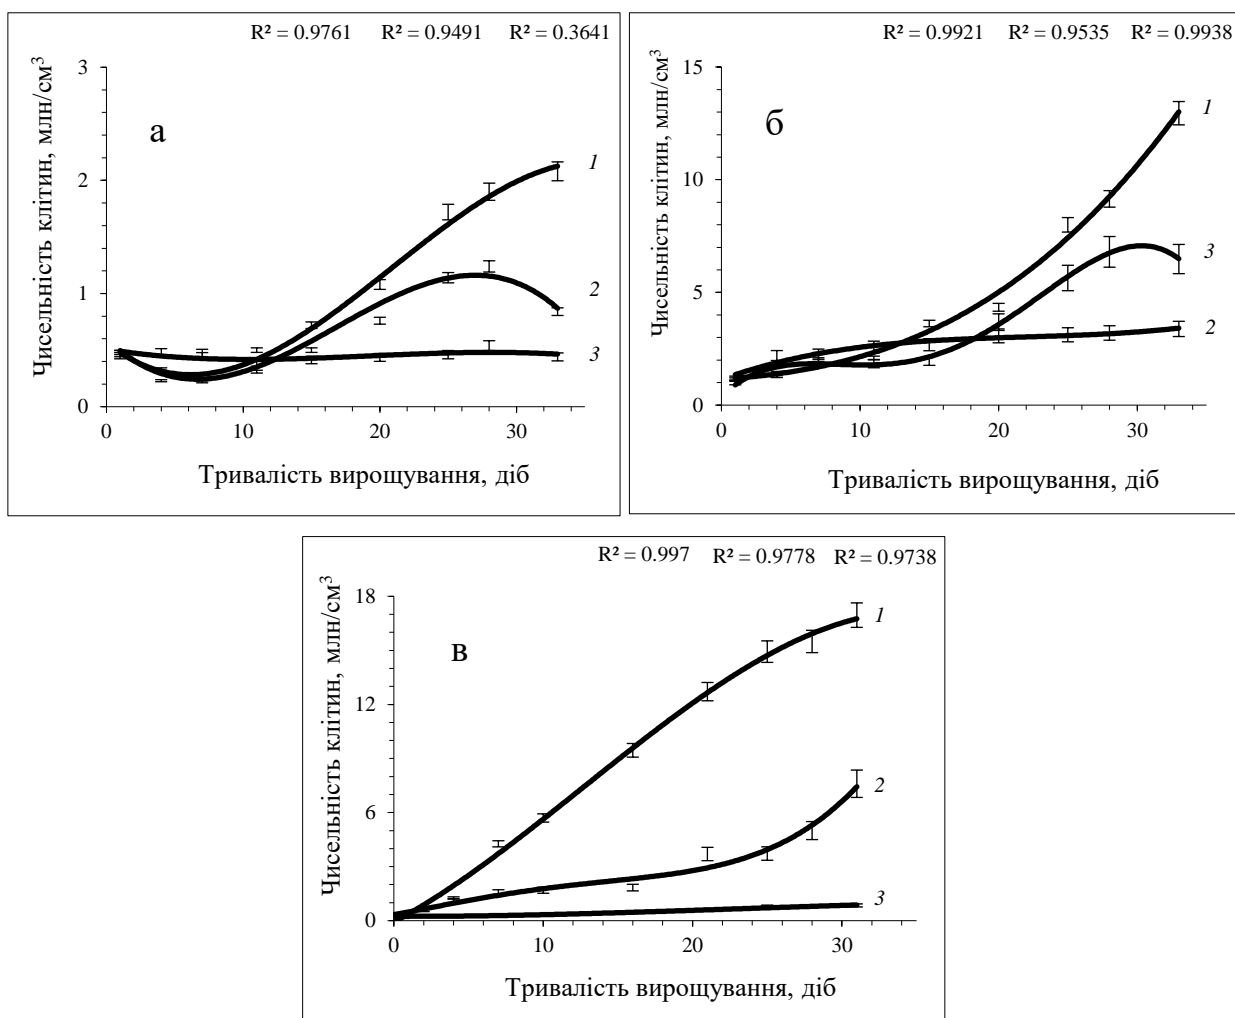 R² = 0.9761 R² = 0.9491 R² = 0.3641
Чисельність клітин, млн/см³
3
2
1
0
а
1
2
3
0 10 20 30
Тривалість вирощування, діб
R² = 0.9921 R² = 0.9535 R² = 0.9938
Чисельність клітин, млн/см³
15
10
5
0
б
1
3
2
0 10 20 30
Тривалість вирощування, діб
R² = 0.997 R² = 0.9778 R² = 0.9738
Чисельність клітин, млн/см³
18
12
6
0
в
1
2
3
0 10 20 30
Тривалість вирощування, діб